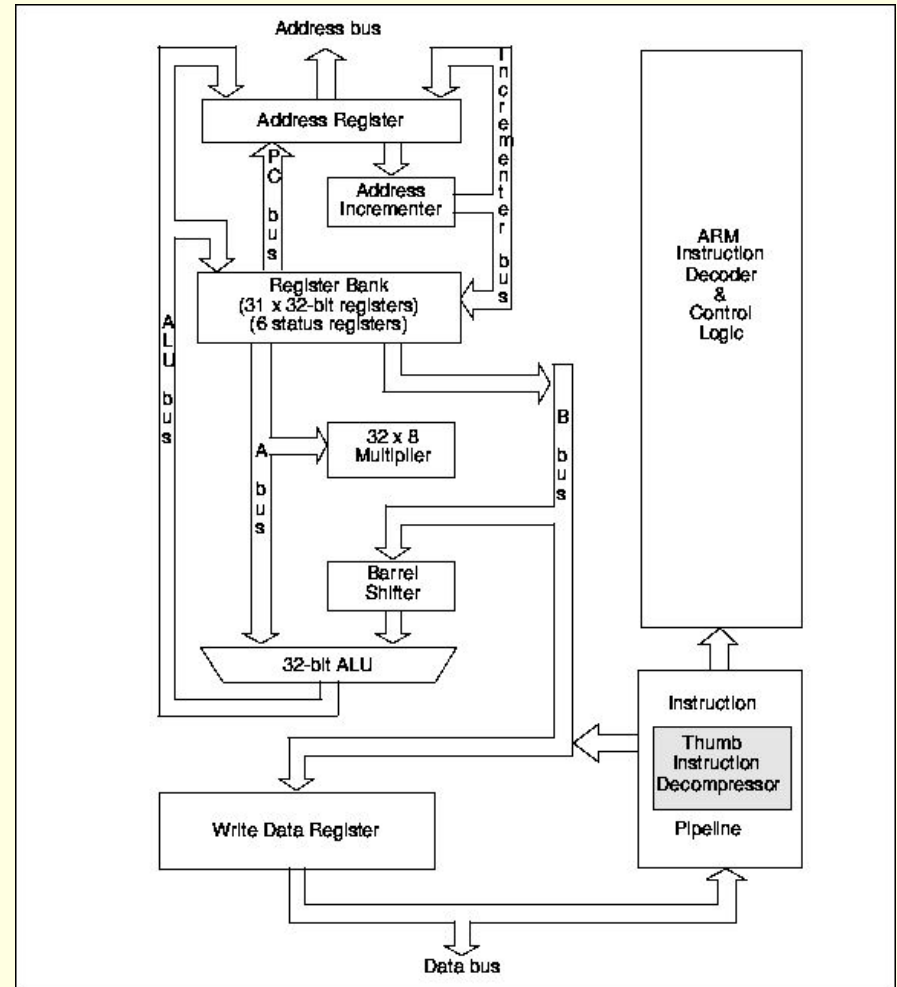 Address bus
Address Register
Incrementer bus
PC bus
Address
Incrementer
ARM
Instruction
Decoder
&
Control
Logic
Register Bank
(31 x 32-bit registers)
(6 status registers)
ALU bus
A bus
32 x 8
Multiplier
B bus
Barrel
Shifter
32-bit ALU
Instruction
Thumb
Instruction
Decompressor
Pipeline
Write Data Register
Data bus